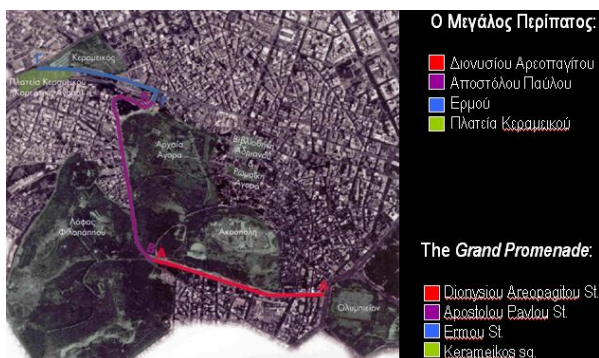 Κεραμεικός
Αρχαία
Αγορά
Ρωμαϊκή
Αγορά
Ακρόπολη
Λόφος
Φιλοπάππου
Ολυμπιείον
Ο Μεγάλος Περίπατος:
Διονυσίου Αρεοπαγίτου
Αποστόλου Παύλου
Ερμού
Πλατεία Κεραμεικού
The Grand Promenade:
Dionysiou Areopagitou St.
Apostolou Pavlou St.
Ermou St.
Kerameikos sq.